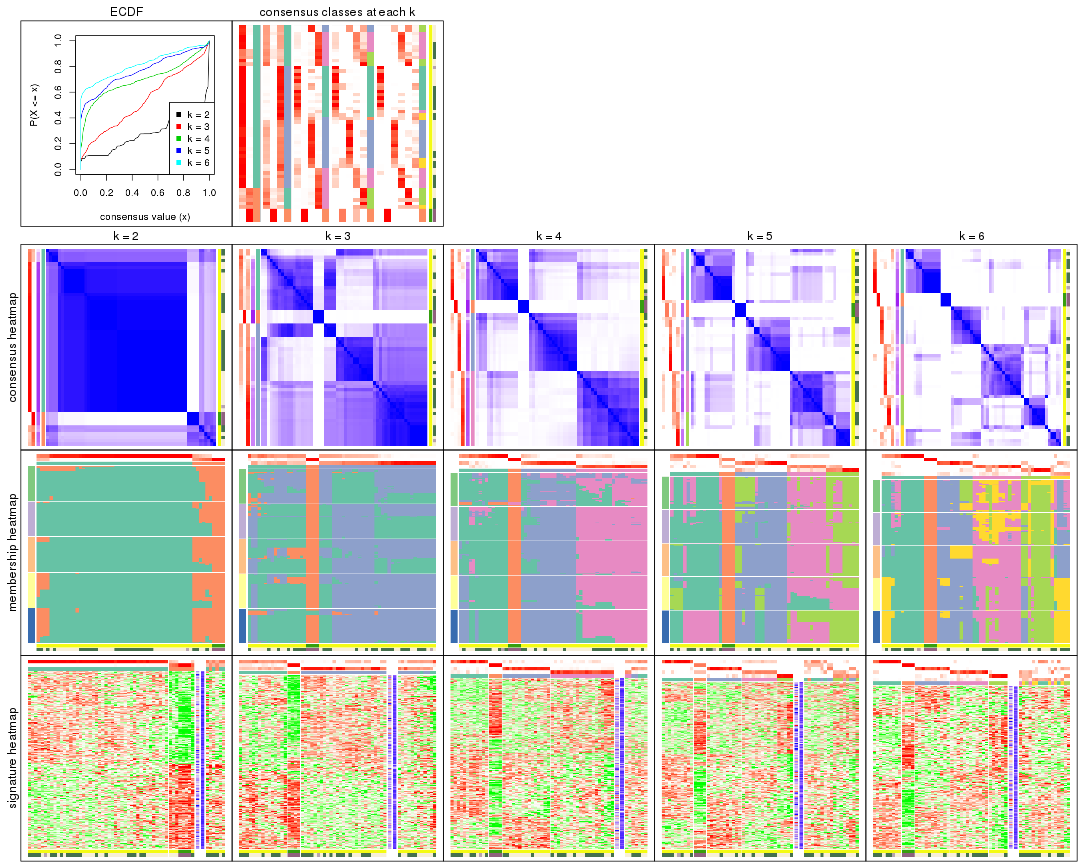 ECDF
consensus classes at each k
P(X <= x)
0.0 0.2 0.4 0.6 0.8 1.0
k = 2
k = 3
k = 4
k = 5
k = 6
0.0 0.2 0.4 0.6 0.8 1.0
consensus value (x)
k = 2
k = 3
k = 4
k = 5
k = 6
consensus heatmap
membership heatmap
signature heatmap